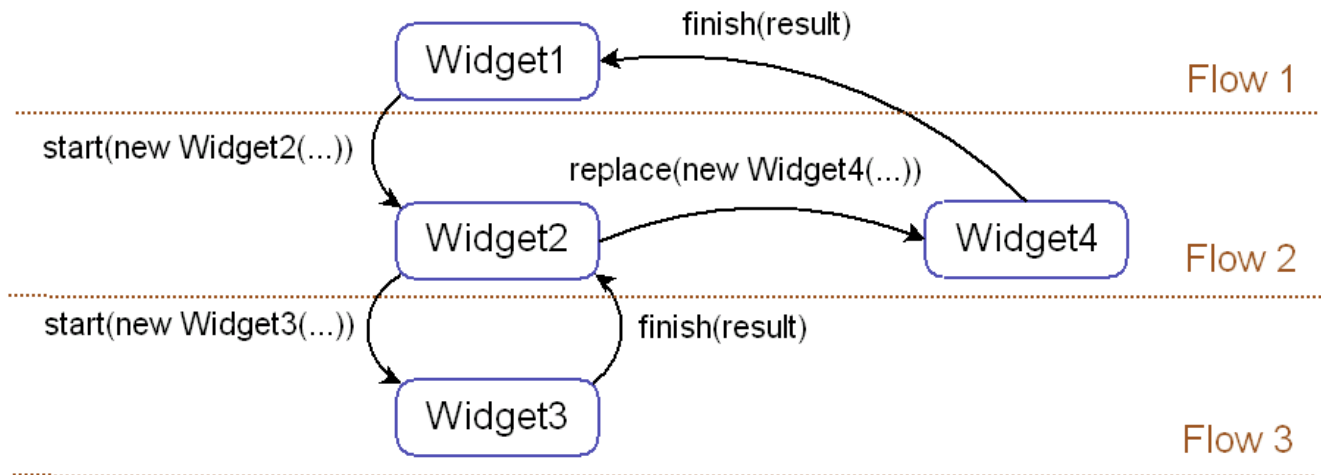 finish(result)
Widget1
Flow 1
start(new Widget2(...))
replace(new Widget4(...))
Widget2
Widget4
Flow 2
start(new Widget3(...))
finish(result)
Widget3
Flow 3